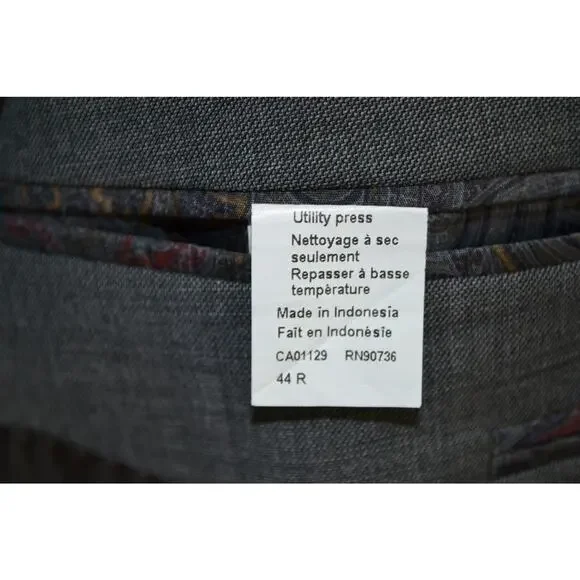 Utility press
Nettoyage à sec
seulement
Repasser à basse
température
Made in Indonesia
Fait en Indonésie
CA01129 RN90736
44 R